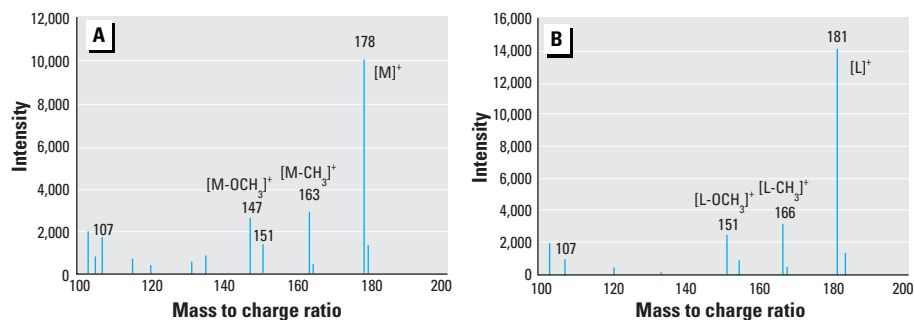 A
12,000
10,000
8,000
6,000
4,000
2,000
0
Intensity
178
[M]⁺
[M-OCH₃]⁺
147
[M-CH₃]⁺
163
107
151
100 120 140 160 180 200
Mass to charge ratio
B
16,000
14,000
12,000
10,000
8,000
6,000
4,000
2,000
0
Intensity
181
[L]⁺
[L-OCH₃]⁺
151
[L-CH₃]⁺
166
107
100 120 140 160 180 200
Mass to charge ratio